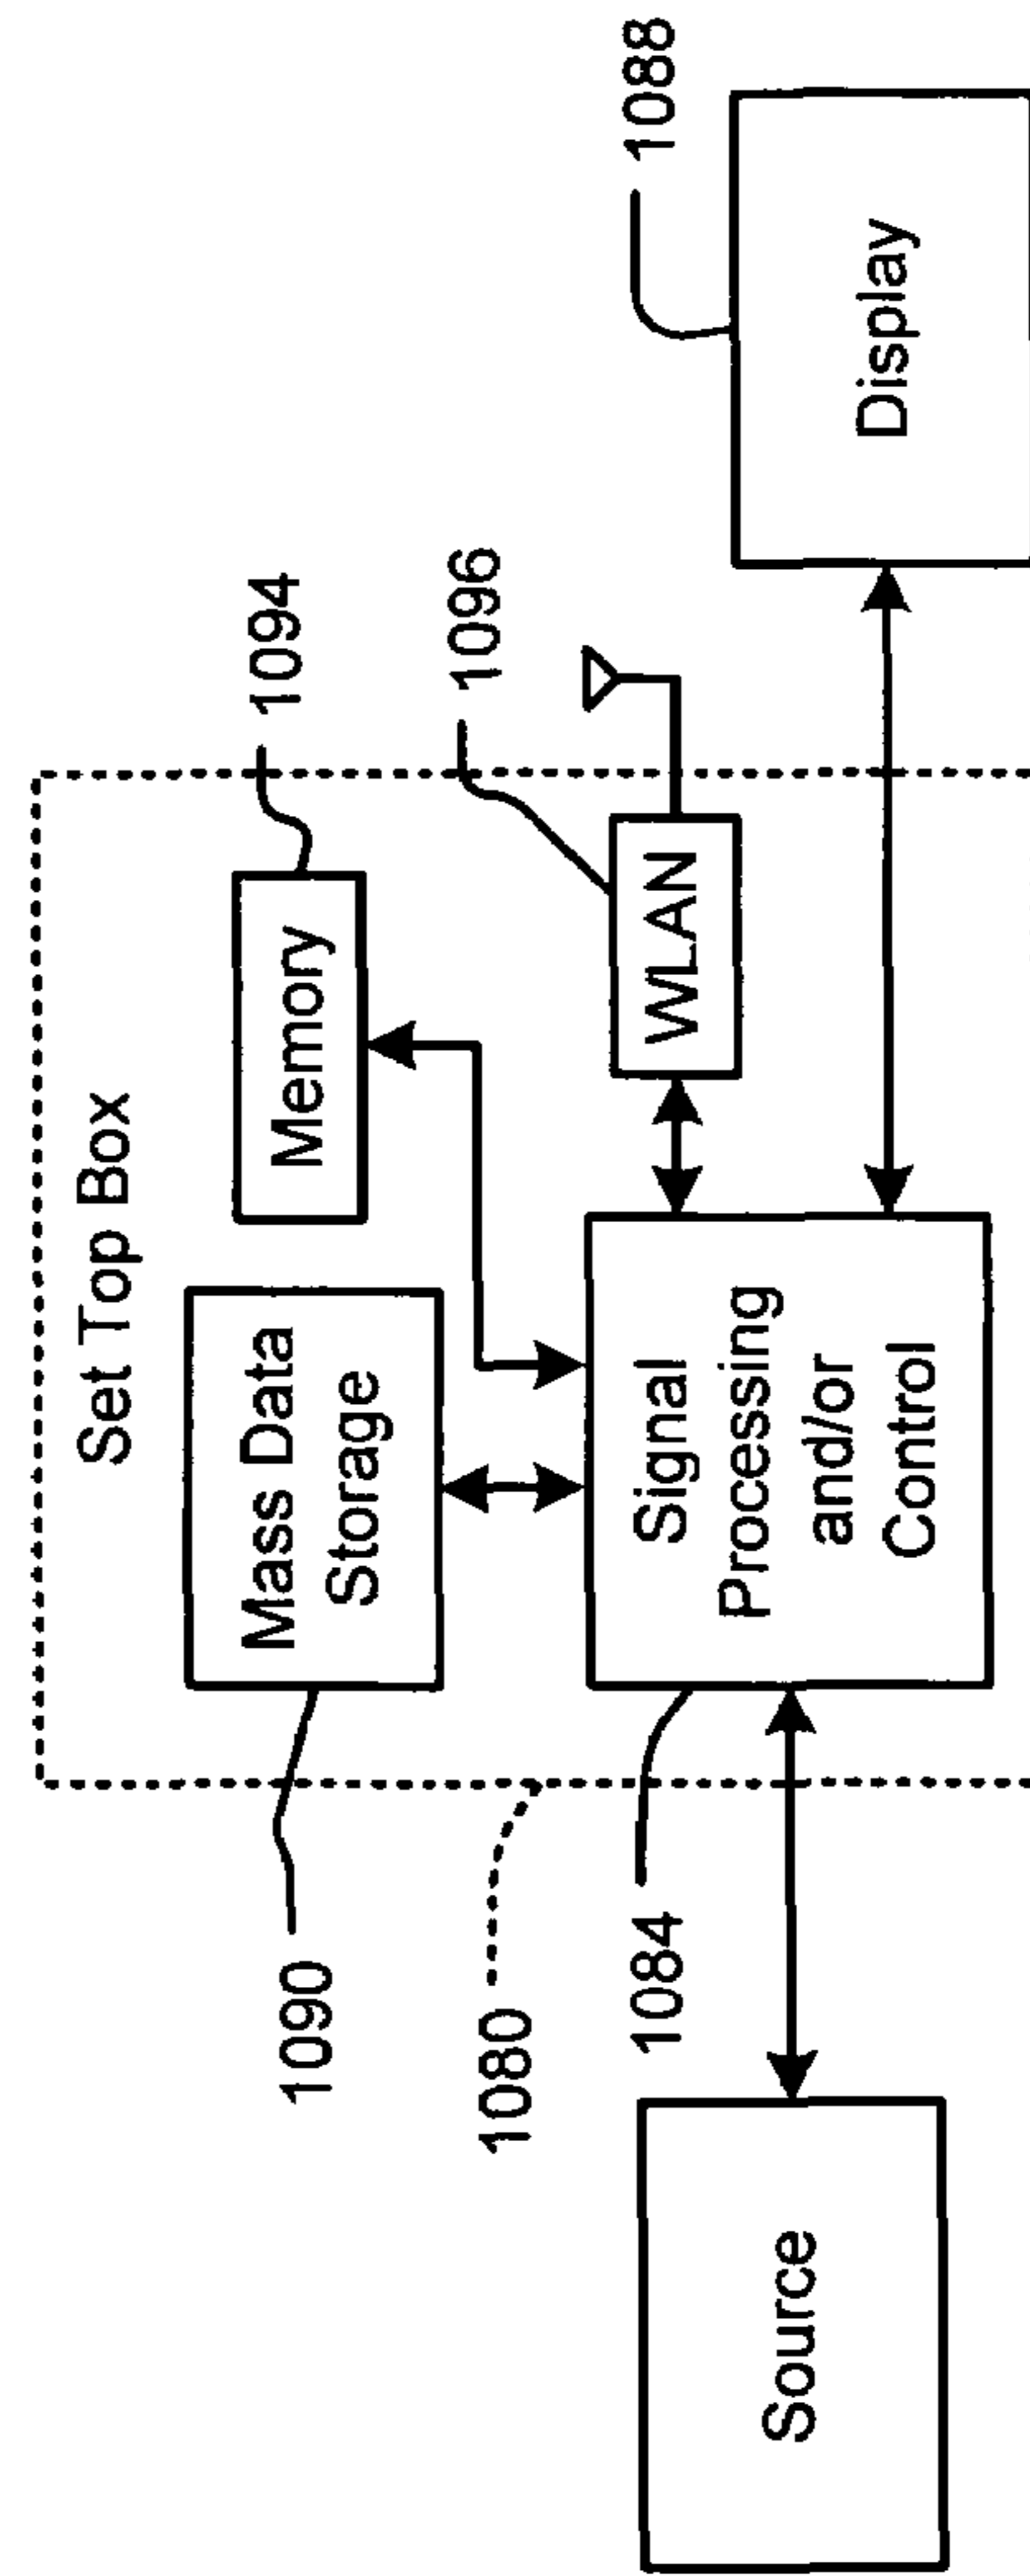 Set Top Box
1090
Mass Data
Storage
Memory
1094
1080
1084
Signal
Processing
and/or
Control
WLAN
1096
1088
Source
Display